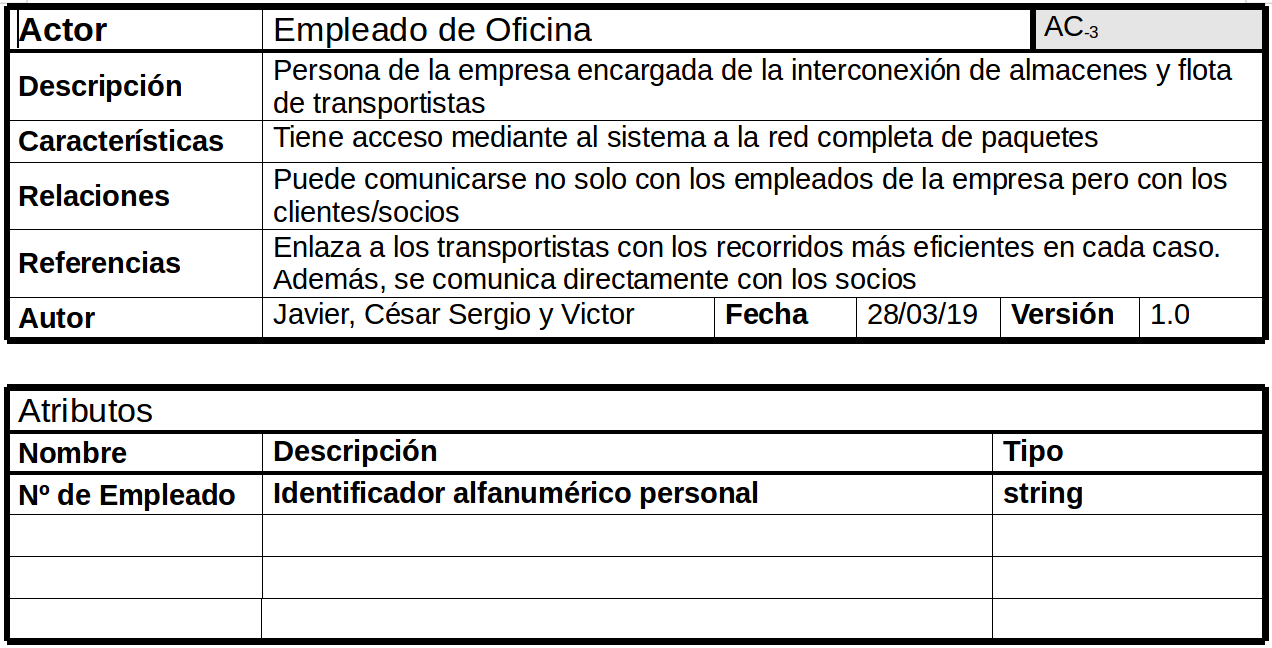 Actor Empleado de Oficina AC-3
Descripción Persona de la empresa encargada de la interconexión de almacenes y flota
de transportistas
Características Tiene acceso mediante al sistema a la red completa de paquetes
Relaciones Puede comunicarse no solo con los empleados de la empresa pero con los
clientes/socios
Referencias Enlaza a los transportistas con los recorridos más eficientes en cada caso.
Además, se comunica directamente con los socios
Autor Javier, César Sergio y Victor Fecha 28/03/19 Versión 1.0
Atributos
Nombre Descripción Tipo
Nº de Empleado Identificador alfanumérico personal string